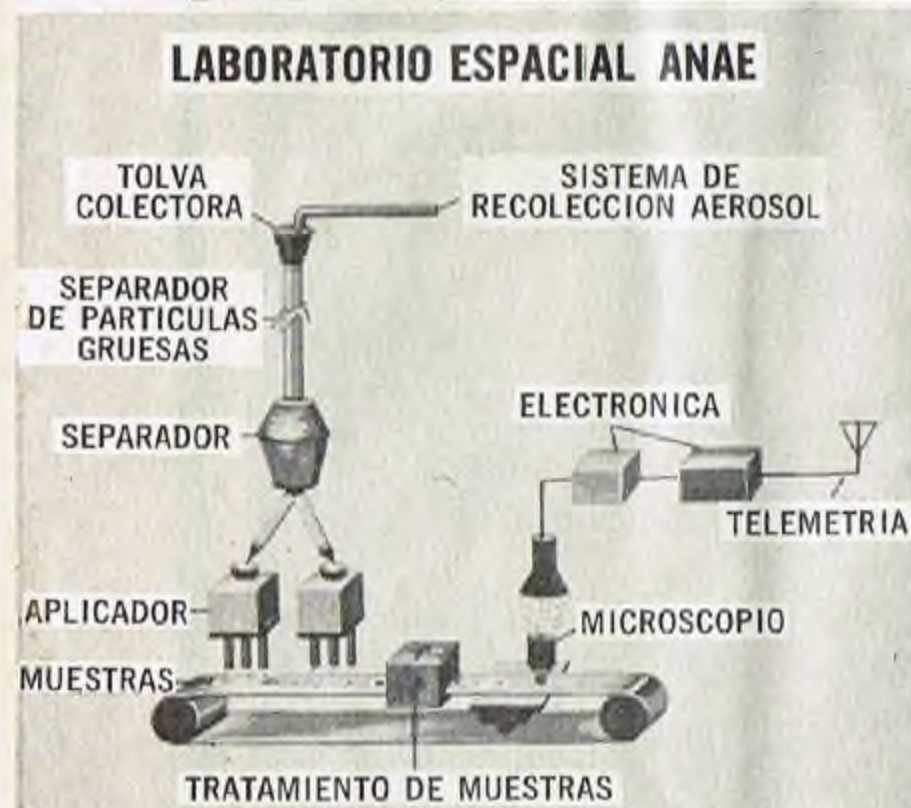 LABORATORIO ESPACIAL ANAE
TOLVA
COLECTORA
SISTEMA DE
RECOLECCION AEROSOL
SEPARADOR
DE PARTICULAS
GRUESAS
SEPARADOR
ELECTRONICA
TELEMETRIA
APLICADOR
MICROSCOPIO
MUESTRAS
TRATAMIENTO DE MUESTRAS